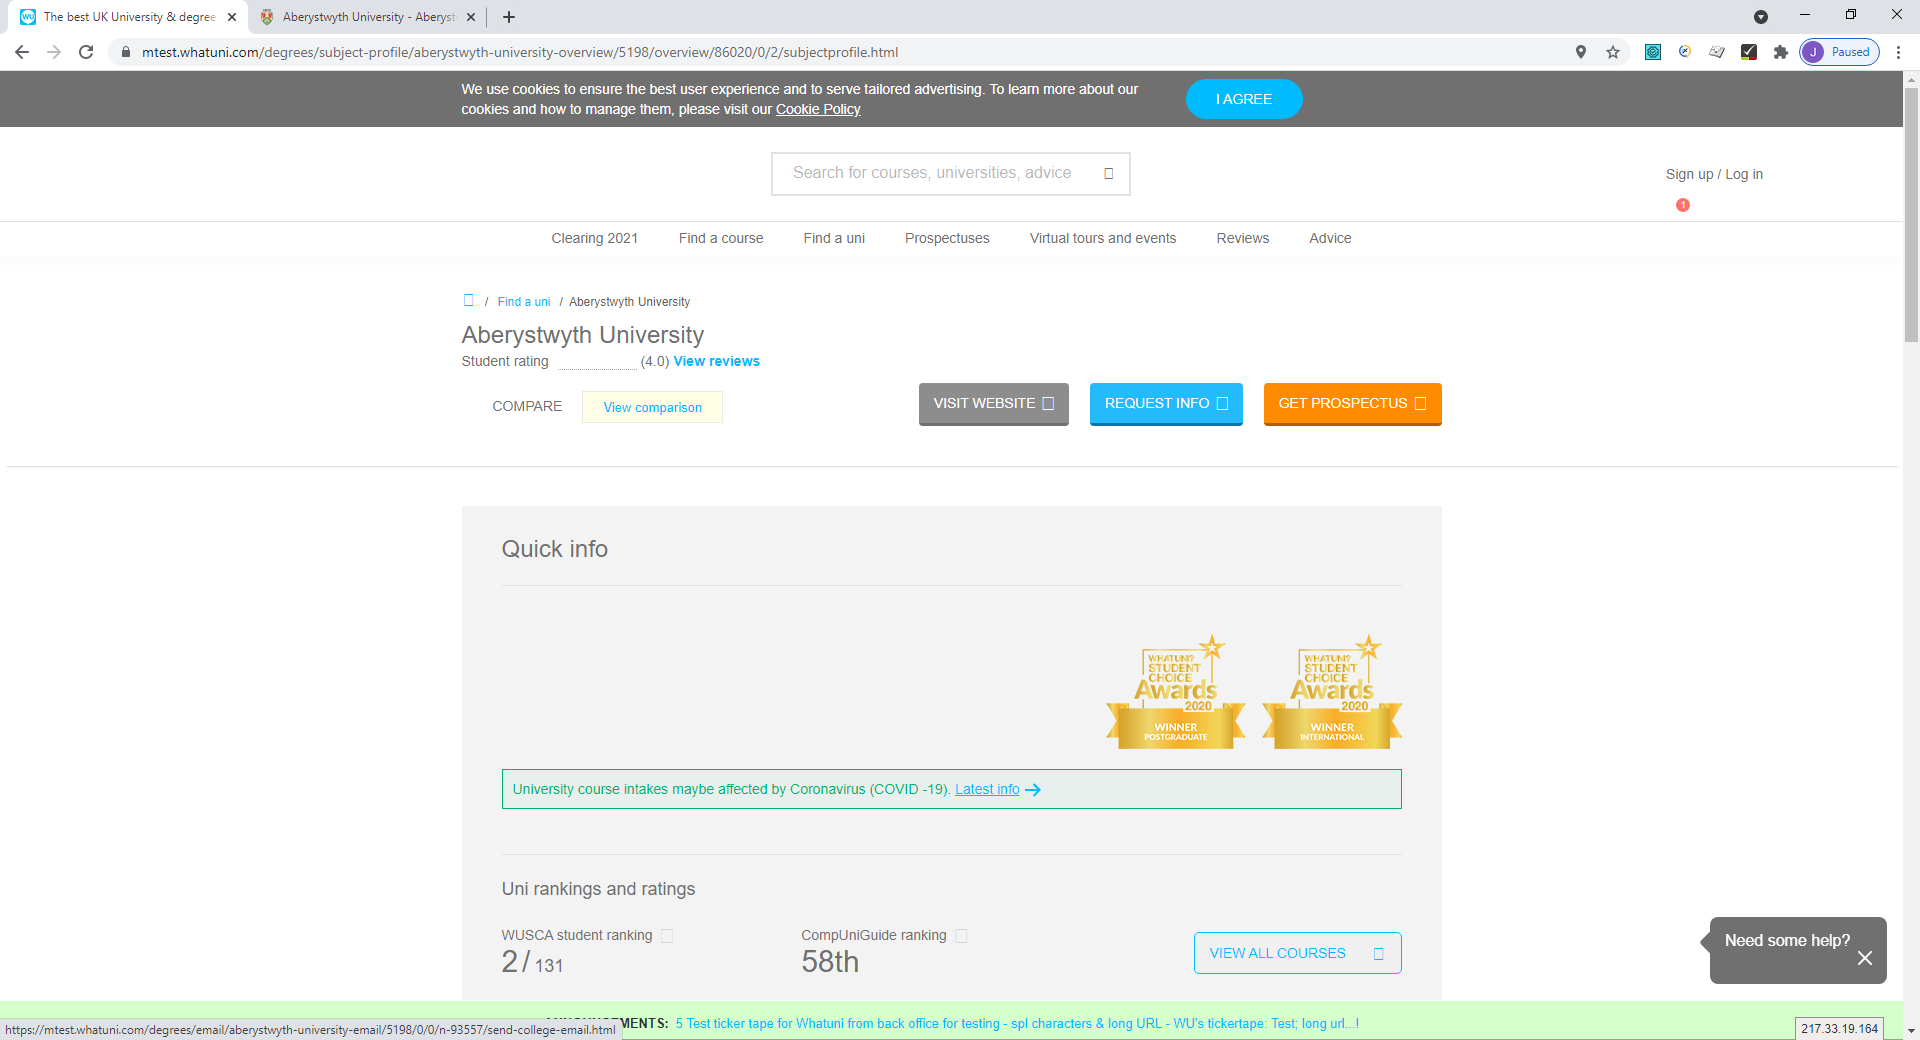 The best UK University & degree
Aberystwyth University - Aberyst
mtest.whatuni.com/degrees/subject-profile/aberystwyth-university-overview/5198/overview/86020/0/2/subjectprofile.html
J Paused
We use cookies to ensure the best user experience and to serve tailored advertising. To learn more about our
cookies and how to manage them, please visit our Cookie Policy
I AGREE
Search for courses, universities, advice
Sign up / Log in
1
Clearing 2021 Find a course Find a uni Prospectuses Virtual tours and events Reviews Advice
/ Find a uni / Aberystwyth University
Aberystwyth University
Student rating (4.0) View reviews
COMPARE View comparison
VISIT WEBSITE REQUEST INFO GET PROSPECTUS
Quick info
WHATUNI?
STUDENT
CHOICE
Awards
2020
WINNER
POSTGRADUATE
WHATUNI?
STUDENT
CHOICE
Awards
2020
WINNER
INTERNATIONAL
University course intakes maybe affected by Coronavirus (COVID -19). Latest info
Uni rankings and ratings
WUSCA student ranking
2 / 131
CompUniGuide ranking
58th
VIEW ALL COURSES
Need some help?
MENTS: 5 Test ticker tape for Whatuni from back office for testing - spl characters & long URL - WU's tickertape: Test; long url...!
https://mtest.whatuni.com/degrees/email/aberystwyth-university-email/5198/0/0/n-93557/send-college-email.html
217.33.19.164